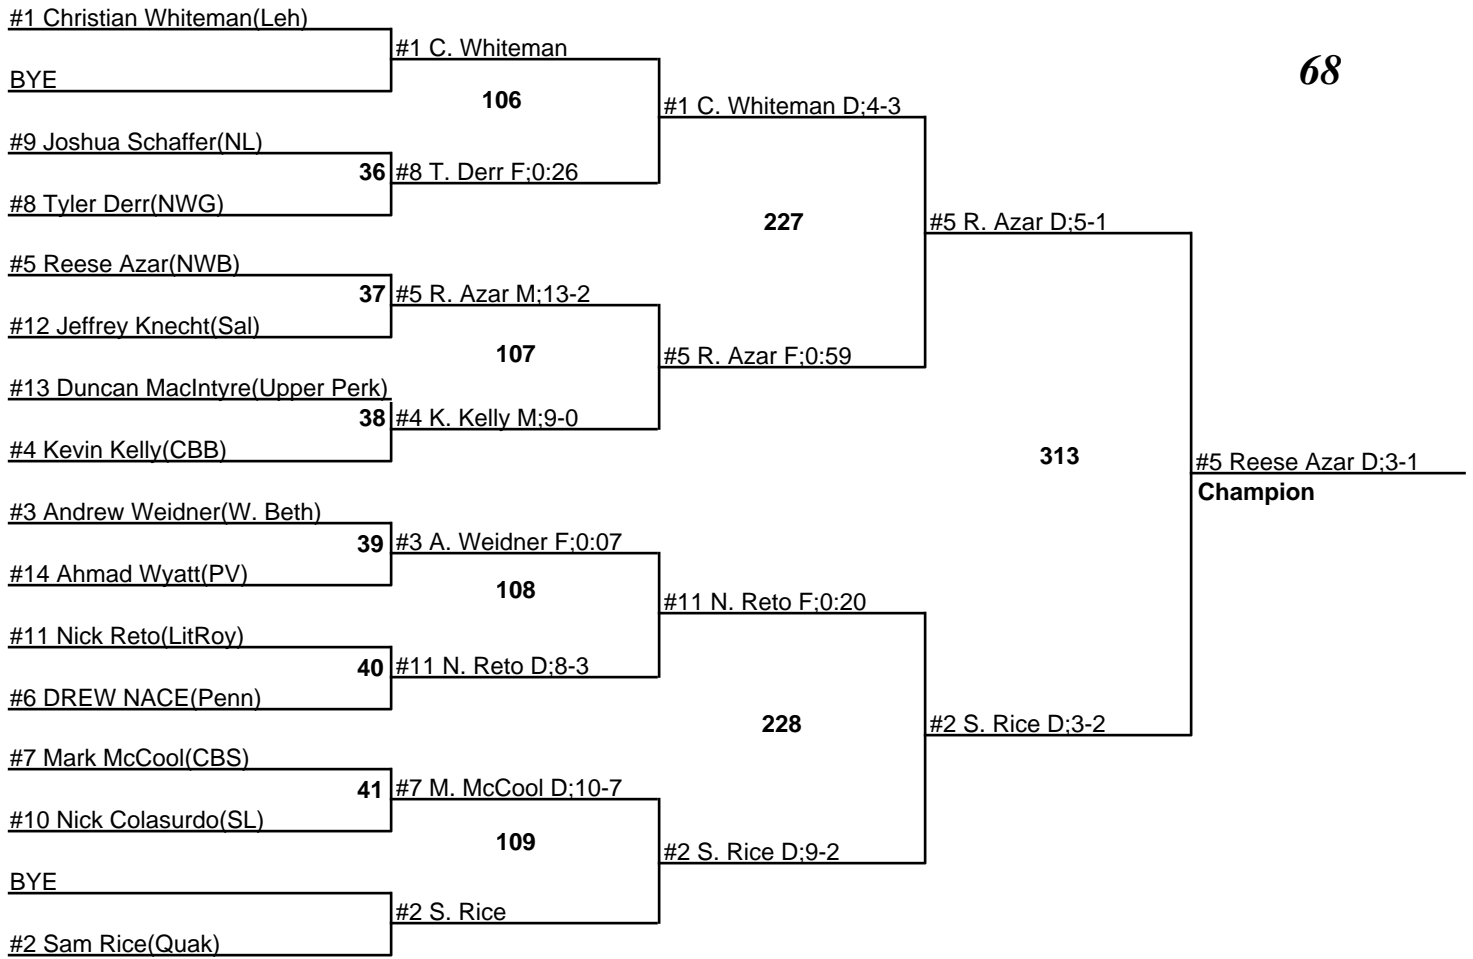 #1 Christian Whiteman(Leh)
#1 C. Whiteman
68
BYE
106
#1 C. Whiteman D;4-3
#9 Joshua Schaffer(NL)
36
#8 T. Derr F;0:26
#8 Tyler Derr(NWG)
227
#5 R. Azar D;5-1
#5 Reese Azar(NWB)
37
#5 R. Azar M;13-2
#12 Jeffrey Knecht(Sal)
107
#5 R. Azar F;0:59
#13 Duncan MacIntyre(Upper Perk)
38
#4 K. Kelly M;9-0
#4 Kevin Kelly(CBB)
313
#5 Reese Azar D;3-1
Champion
#3 Andrew Weidner(W. Beth)
39
#3 A. Weidner F;0:07
#14 Ahmad Wyatt(PV)
108
#11 N. Reto F;0:20
#11 Nick Reto(LitRoy)
40
#11 N. Reto D;8-3
#6 DREW NACE(Penn)
228
#2 S. Rice D;3-2
#7 Mark McCool(CBS)
41
#7 M. McCool D;10-7
#10 Nick Colasurdo(SL)
109
#2 S. Rice D;9-2
BYE
#2 S. Rice
#2 Sam Rice(Quak)